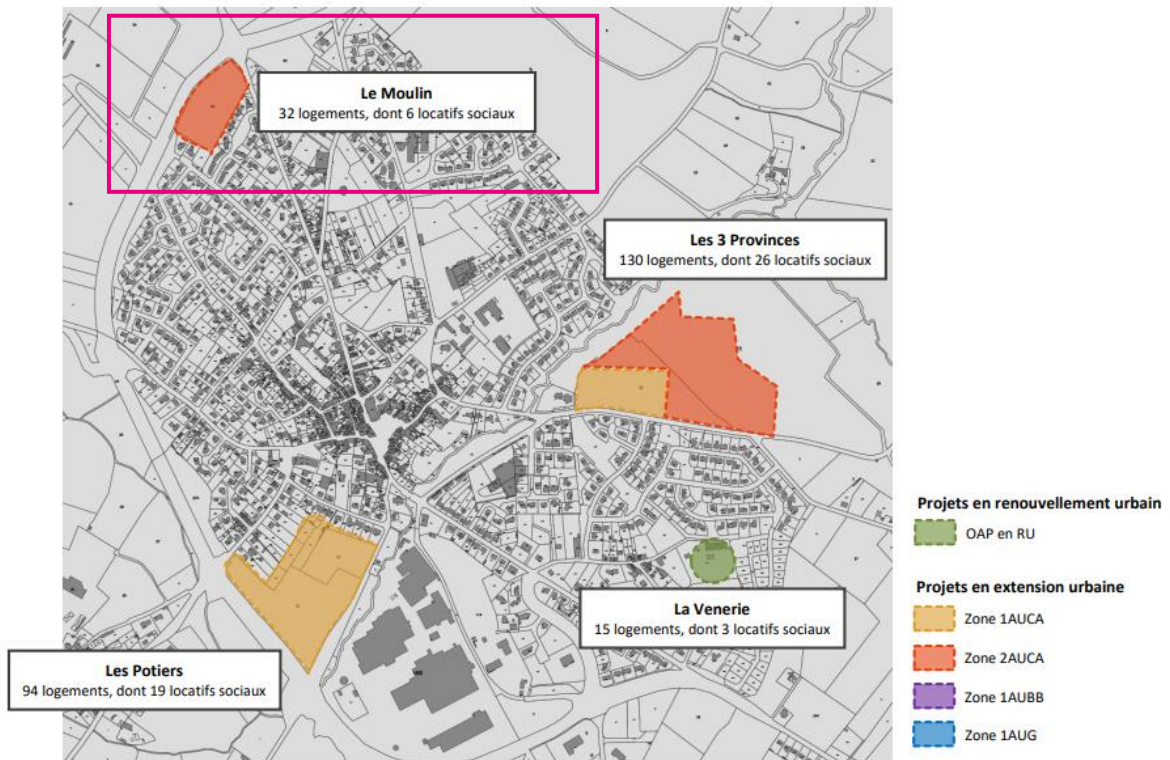 Le Moulin
32 logements, dont 6 locatifs sociaux
Les 3 Provinces
130 logements, dont 26 locatifs sociaux
La Venerie
15 logements, dont 3 locatifs sociaux
Les Potiers
94 logements, dont 19 locatifs sociaux
Projets en renouvellement urbain
OAP en RU
Projets en extension urbaine
Zone 1AUCA
Zone 2AUCA
Zone 1AUBB
Zone 1AUG